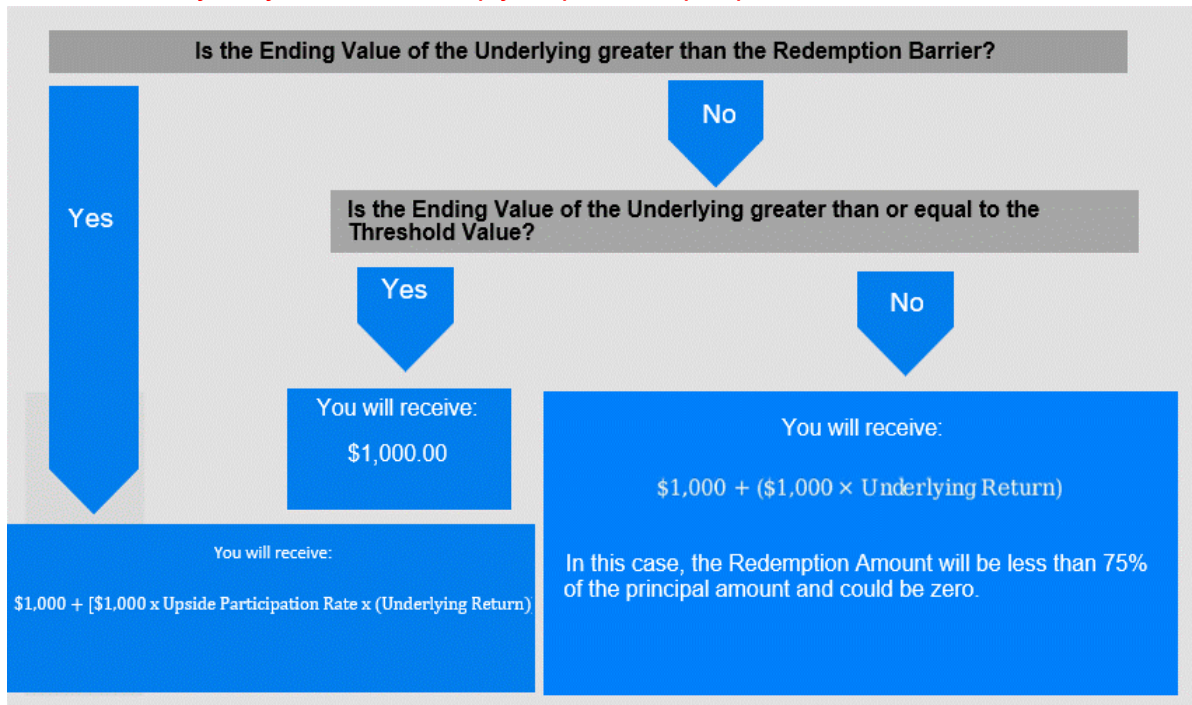 Is the Ending Value of the Underlying greater than the Redemption Barrier?
No
Yes
Is the Ending Value of the Underlying greater than or equal to the
Threshold Value?
Yes
No
You will receive:
$1,000.00
You will receive:
$1,000 + ($1,000 × Underlying Return)
In this case, the Redemption Amount will be less than 75%
of the principal amount and could be zero.
You will receive:
$1,000 + [$1,000 x Upside Participation Rate x (Underlying Return)